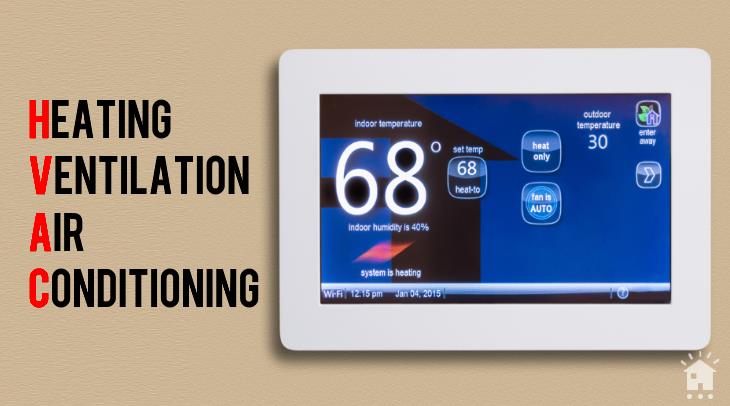 HEATING
VENTILATION
AIR
CONDITIONING
indoor temperature
68°
indoor humidity is 40%
system is heating
set temp
68
heat-to
heat
only
fan is
AUTO
outdoor
temperature
30
enter
away
Wi-Fi 12:15 pm Jan 04, 2015
?